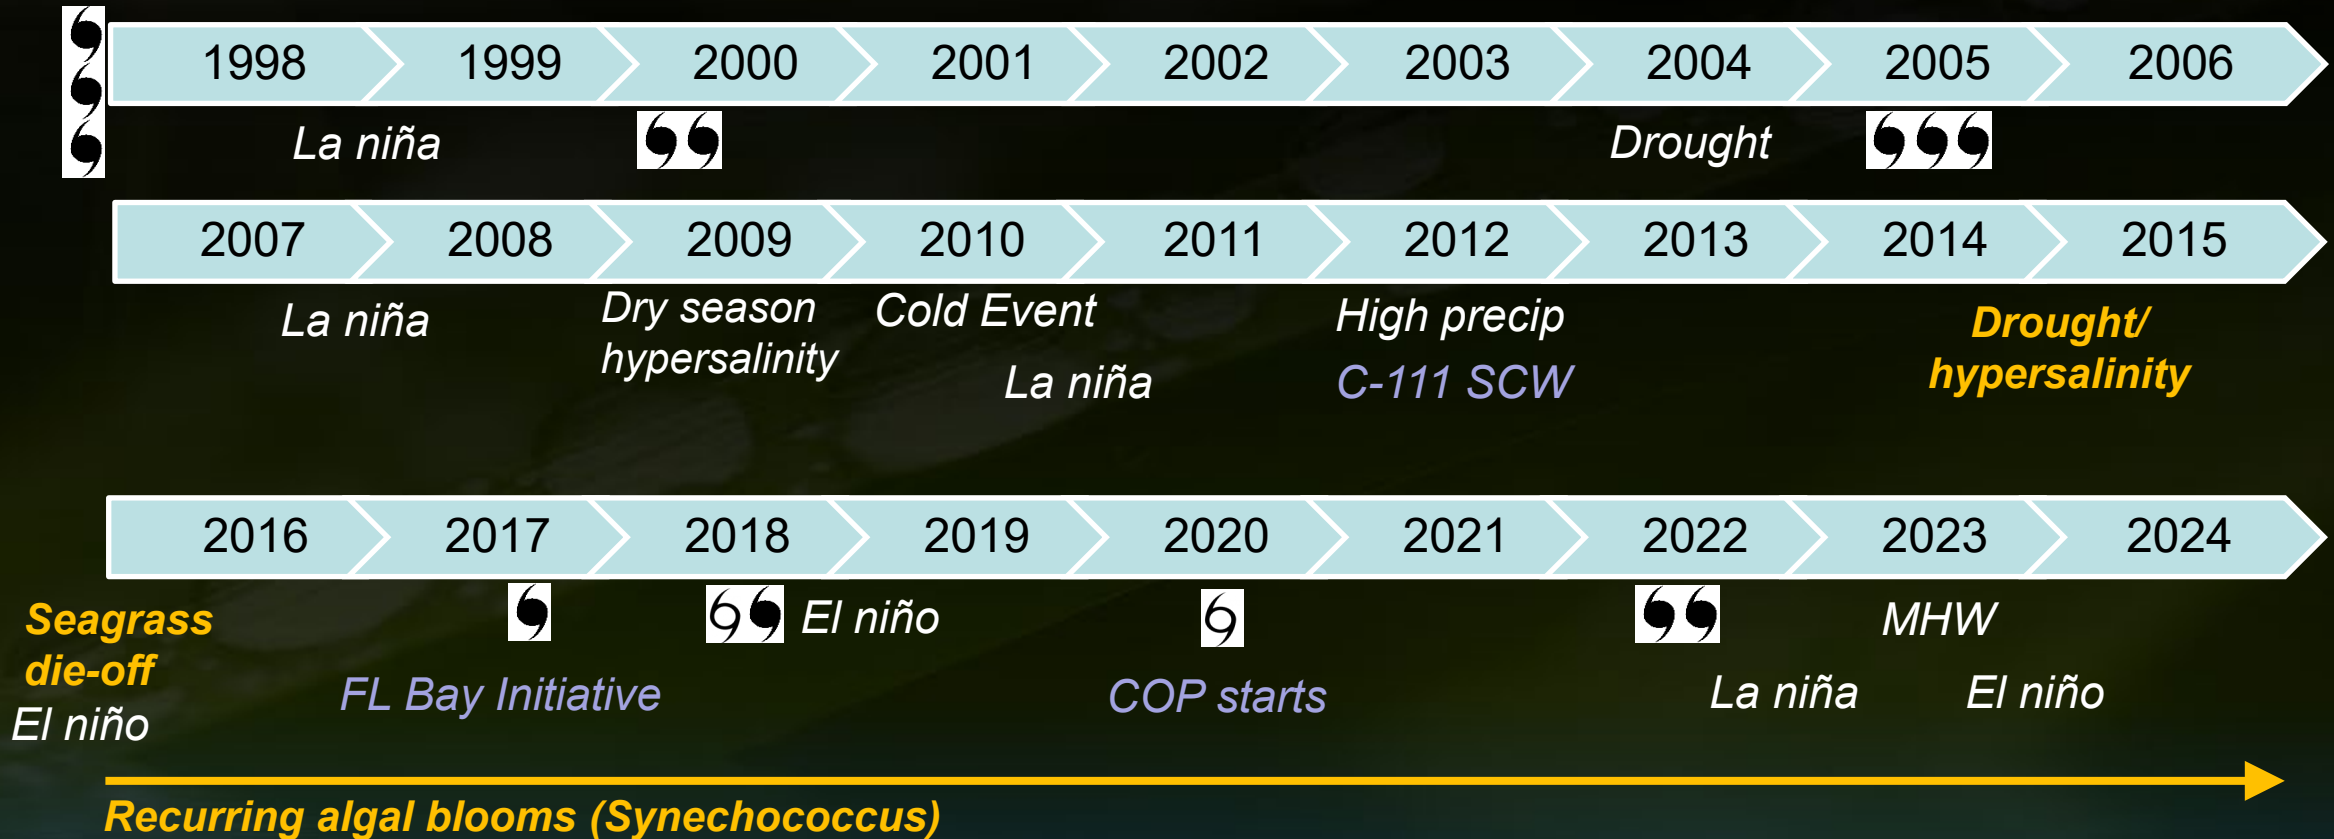 1998 1999 2000 2001 2002 2003 2004 2005 2006
La niña Drought
2007 2008 2009 2010 2011 2012 2013 2014 2015
La niña
Dry season
hypersalinity
Cold Event
La niña
High precip
C-111 SCW
Drought/
hypersalinity
2016 2017 2018 2019 2020 2021 2022 2023 2024
Seagrass
die-off
El niño
FL Bay Initiative
El niño
COP starts
MHW
La niña
El niño
Recurring algal blooms (Synechococcus)